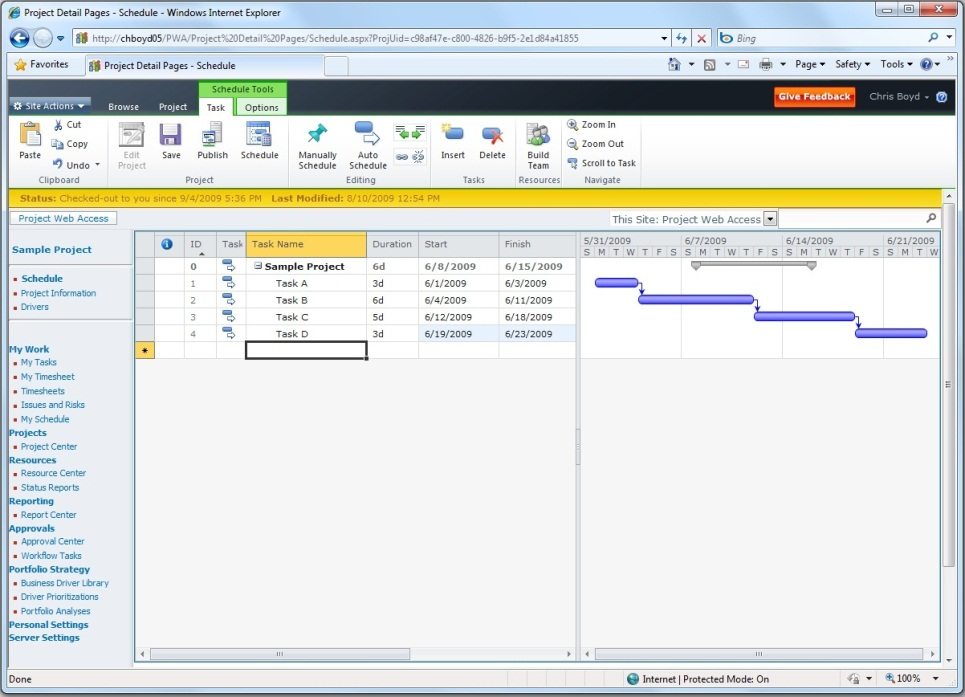 Project Detail Pages - Schedule - Windows Internet Explorer
http://chboyd05/PWA/Project%20Detail%20Pages/Schedule.aspx?ProjUid=c98af47e-c800-4826-b9f5-2e1d84a41855
Bing
Favorites
Project Detail Pages - Schedule
Page
Safety
Tools
Schedule Tools
Site Actions
Browse
Project
Task
Options
Give Feedback
Chris Boyd
Paste
Cut
Copy
Undo
Clipboard
Edit Project
Save
Publish
Schedule
Project
Manually Schedule
Auto Schedule
Editing
Insert
Delete
Tasks
Build Team
Resources
Zoom In
Zoom Out
Scroll to Task
Navigate
Status: Checked-out to you since 9/4/2009 5:36 PM Last Modified: 8/10/2009 12:54 PM
Project Web Access
This Site: Project Web Access
Sample Project
Schedule
Project Information
Drivers
My Work
My Tasks
My Timesheet
Timesheets
Issues and Risks
My Schedule
Projects
Project Center
Resources
Resource Center
Status Reports
Reporting
Report Center
Approvals
Approval Center
Workflow Tasks
Portfolio Strategy
Business Driver Library
Driver Prioritizations
Portfolio Analyses
Personal Settings
Server Settings
ID Task Task Name Duration Start Finish
0 Sample Project 6d 6/8/2009 6/15/2009
1 Task A 3d 6/1/2009 6/3/2009
2 Task B 6d 6/4/2009 6/11/2009
3 Task C 5d 6/12/2009 6/18/2009
4 Task D 3d 6/19/2009 6/23/2009
5/31/2009 6/7/2009 6/14/2009 6/21/2009
S M T W T F S S M T W T F S S M T W T F S S M T W
Done
Internet | Protected Mode: On
100%